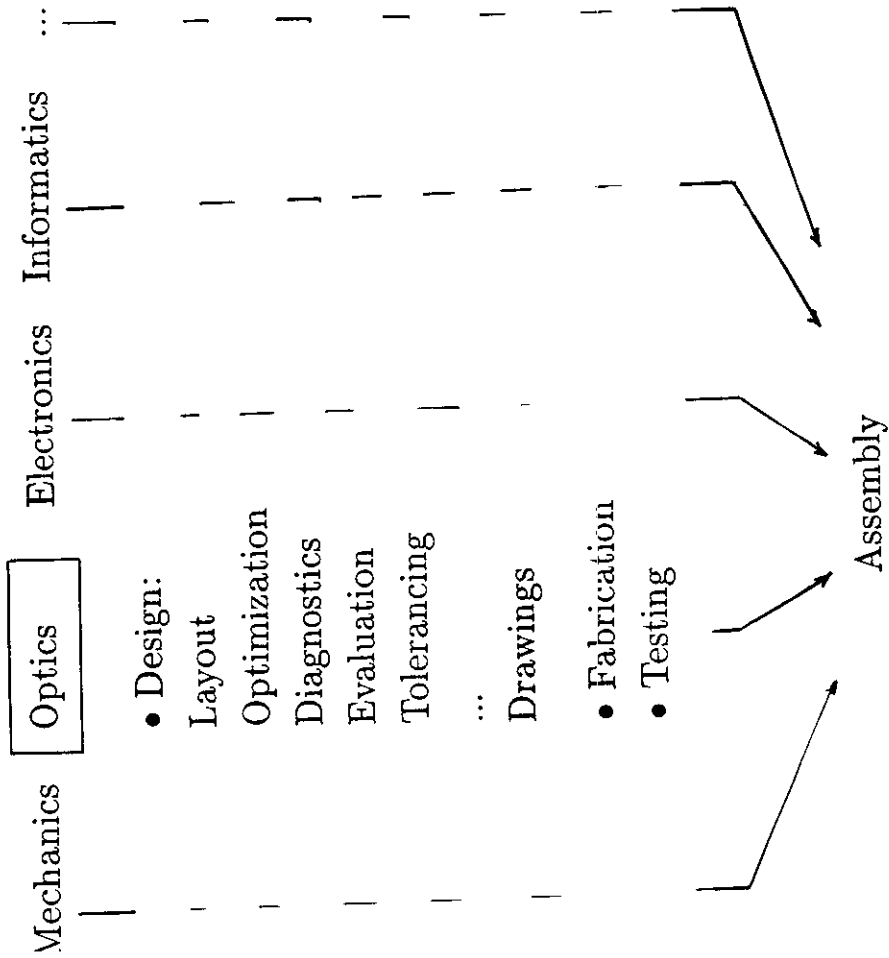 Mechanics Optics Electronics Informatics ...
• Design:
Layout
Optimization
Diagnostics
Evaluation
Tolerancing
...
Drawings
• Fabrication
• Testing
Assembly